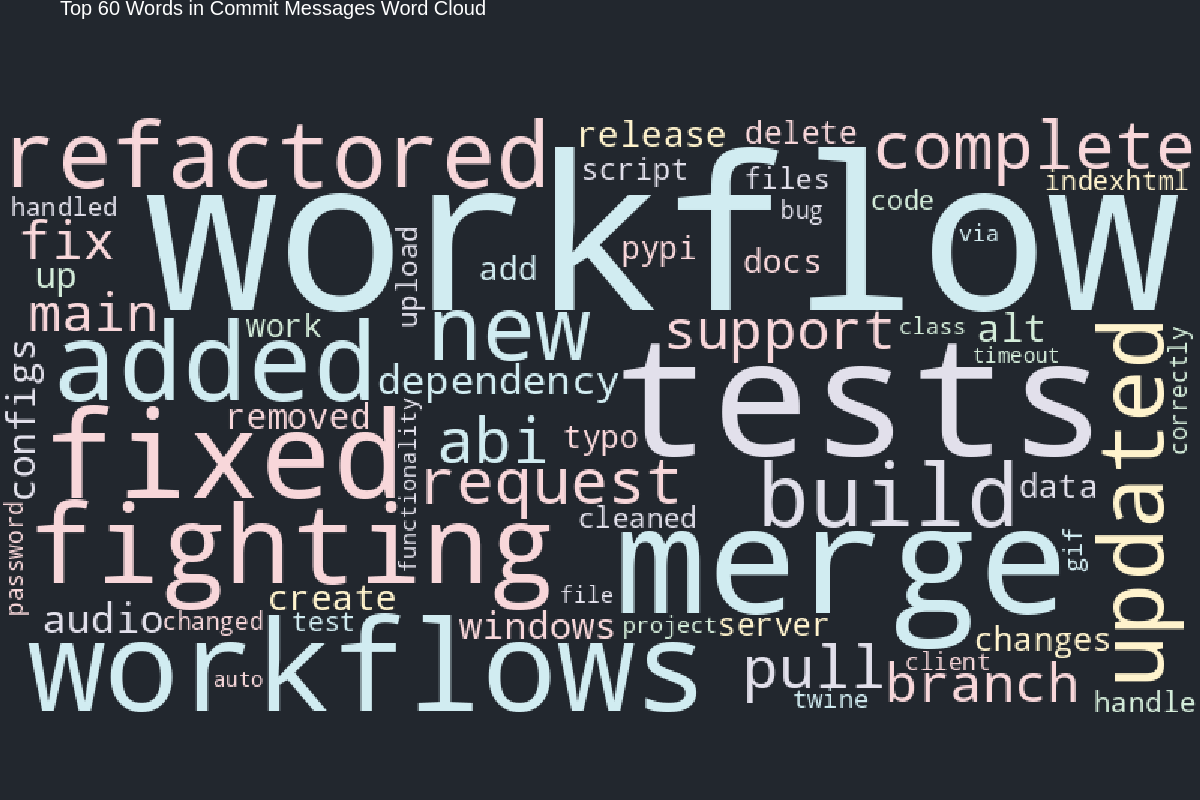 Top 60 Words in Commit Messages Word Cloud
refactored
release
delete
complete
script
files
indexhtml
handled
workflow
bug
code
fix
upload
add
pypi
docs
via
up
main
work
new
support
class
alt
added
dependency
tests
timeout
updated
correctly
configs
removed
functionality
abi
typo
fixed
request
build
data
password
fighting
cleaned
merge
gif
create
file
audio
changed
test
windows
project
server
changes
workflows
auto
pull
client
branch
twine
handle